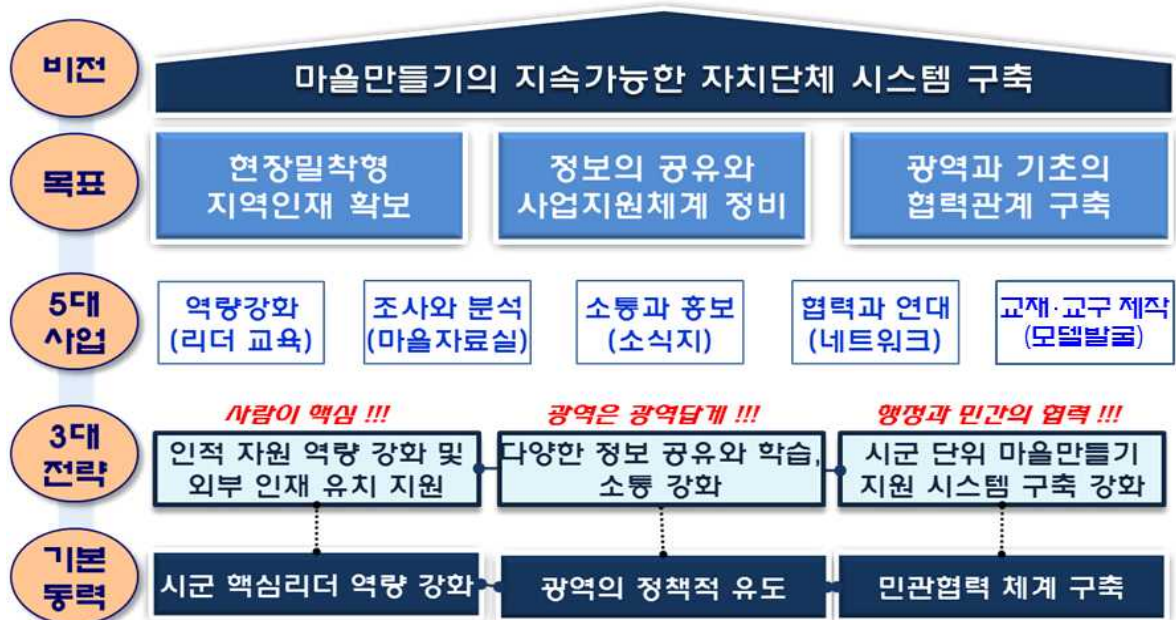 비전
마을만들기의 지속가능한 자치단체 시스템 구축
목표
현장밀착형
지역인재 확보
정보의 공유와
사업지원체계 정비
광역과 기초의
협력관계 구축
5대
사업
역량강화
(리더 교육)
조사와 분석
(마을자료실)
소통과 홍보
(소식지)
협력과 연대
(네트워크)
교재·교구 제작
(모델발굴)
3대
전략
사람이 핵심 !!!
인적 자원 역량 강화 및
외부 인재 유치 지원
광역은 광역답게 !!!
다양한 정보 공유와 학습,
소통 강화
행정과 민간의 협력 !!!
시군 단위 마을만들기
지원 시스템 구축 강화
기본
동력
시군 핵심리더 역량 강화
광역의 정책적 유도
민관협력 체계 구축